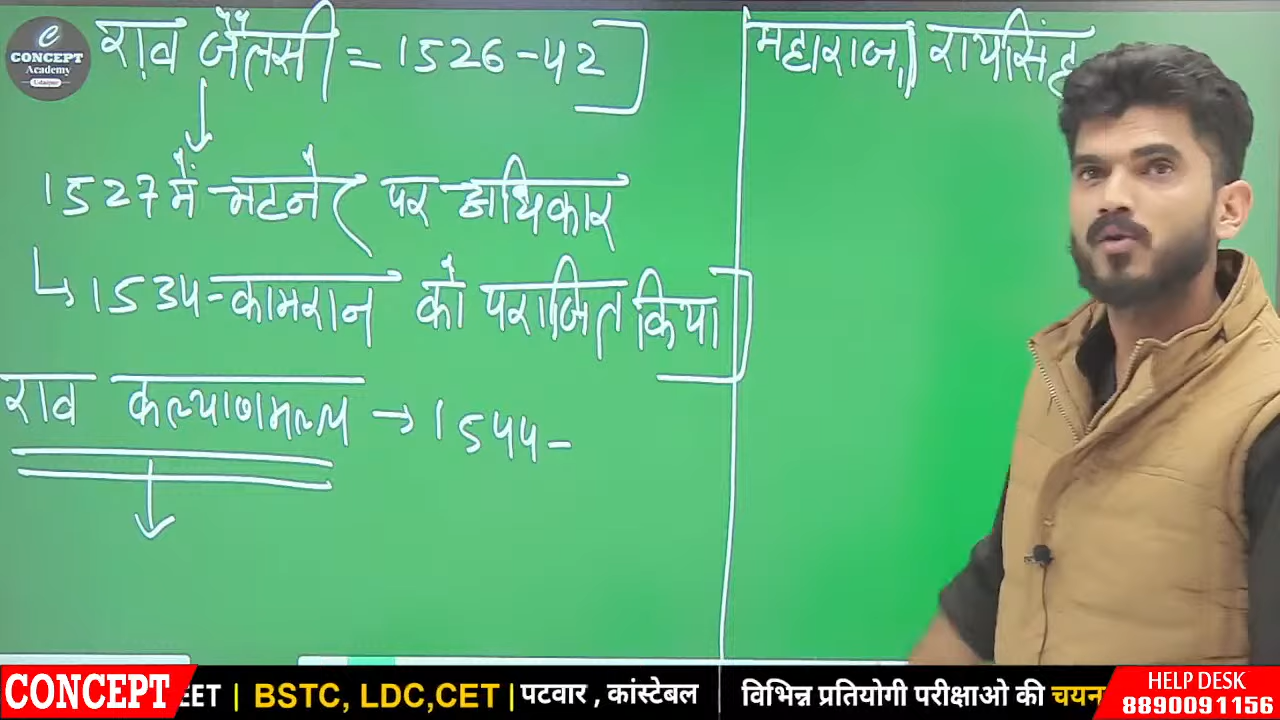 CONCEPT
Academy
Udaipur
राव जैतसी = 1526-42
1527 में भटनेर पर अधिकार
↳ 1534-कामरान को पराजित किया
राव कल्याणमल्ल → 1544-
महाराजा रायसिंह
CONCEPT EET | BSTC, LDC,CET | पटवार , कांस्टेबल | विभिन्न प्रतियोगी परीक्षाओ की चयन
HELP DESK
8890091156